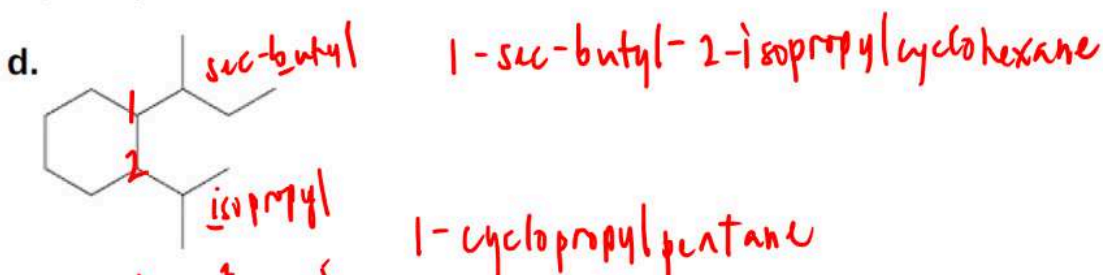 d.
sec-butyl
1-sec-butyl-2-isopropylcyclohexane
1
2
isopropyl
1-cyclopropylpentane